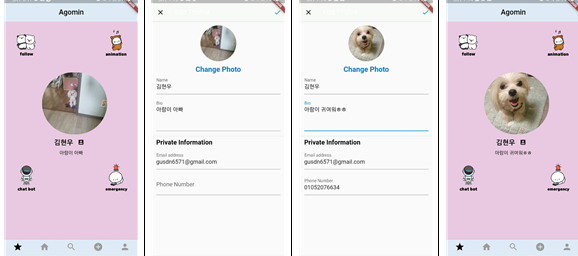 Agomin
follow
animation
김현우
아람이 아빠
chat bot
emergency
Change Photo
Name
김현우
Bio
아람이 아빠
Private Information
Email address
gusdn6571@gmail.com
Phone Number
Change Photo
Name
김현우
Bio
아람이 귀여워ㅎㅎ
Private Information
Email address
gusdn6571@gmail.com
Phone Number
01052076634
Agomin
follow
animation
김현우
아람이 귀여워ㅎㅎ
chat bot
emergency